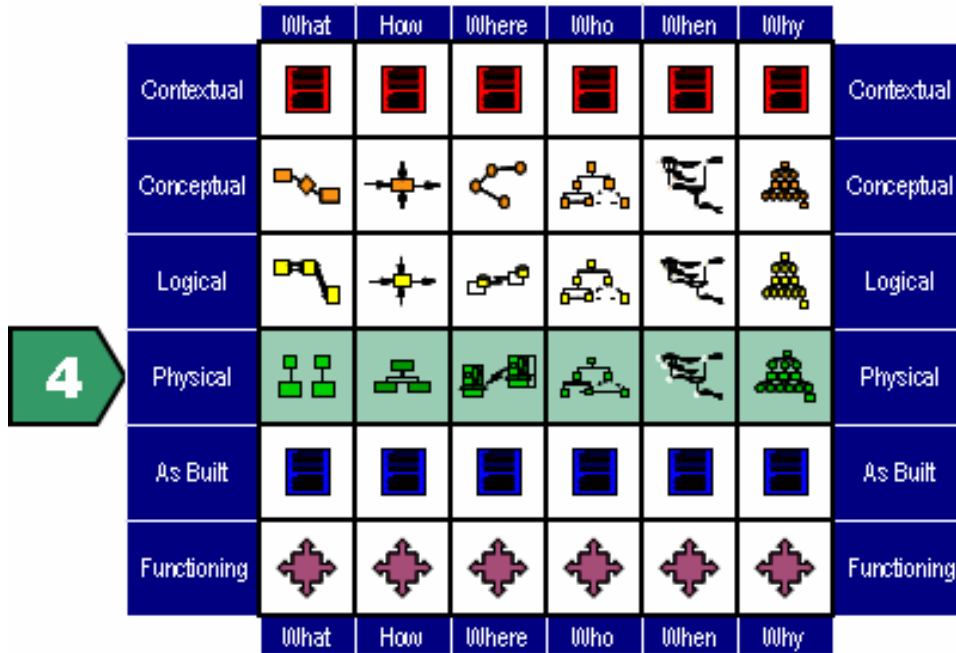 What How Where Who When Why
Contextual Contextual
Conceptual Conceptual
Logical Logical
4 Physical Physical
As Built As Built
Functioning Functioning
What How Where Who When Why